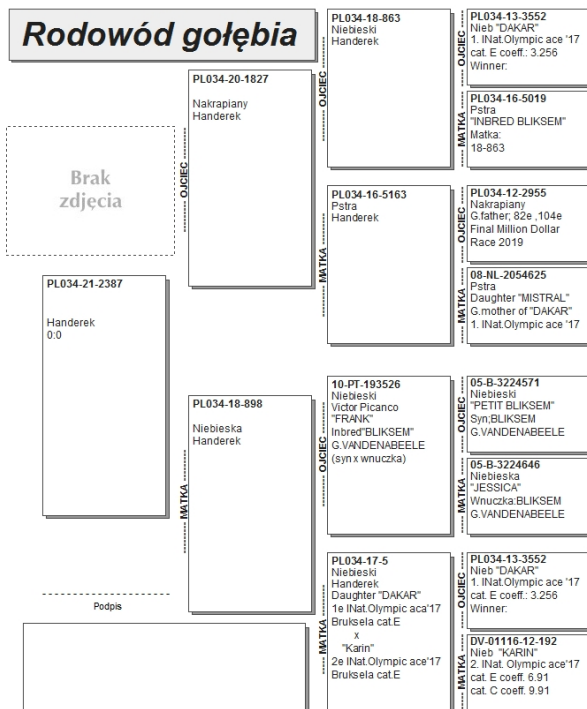 Rodowód gołębia
Brak
zdjęcia
PL034-21-2387
Handerek
0:0
Podpis
OJCIEC
PL034-20-1827
Nakrapiany
Handerek
MATKA
PL034-18-898
Niebieska
Handerek
OJCIEC
PL034-18-863
Niebieski
Handerek
MATKA
PL034-16-5163
Pstra
Handerek
OJCIEC
10-PT-193526
Niebieski
Victor Picanco
"FRANK"
Inbred"BLIKSEM"
G.VANDENABEELE
(syn x wnuczka)
MATKA
PL034-17-5
Niebieski
Handerek
Daughter "DAKAR"
1e INat.Olympic aca'17
Bruksela cat.E
x
"Karin"
2e INat.Olympic ace'17
Bruksela cat.E
OJCIEC
PL034-13-3552
Nieb "DAKAR"
1. INat.Olympic ace '17
cat. E coeff.: 3.256
Winner:
MATKA
PL034-16-5019
Pstra
"INBRED BLIKSEM"
Matka:
18-863
OJCIEC
PL034-12-2955
Nakrapiany
G.father; 82e ,104e
Final Million Dollar
Race 2019
MATKA
08-NL-2054625
Pstra
Daughter "MISTRAL"
G.mother of "DAKAR"
1. INat.Olympic ace '17
OJCIEC
05-B-3224571
Niebieski
"PETIT BLIKSEM"
Syn;BLIKSEM
G.VANDENABEELE
MATKA
05-B-3224646
Niebieska
"JESSICA"
Wnuczka:BLIKSEM
G.VANDENABEELE
OJCIEC
PL034-13-3552
Nieb "DAKAR"
1. INat.Olympic ace '17
cat. E coeff.: 3.256
Winner:
MATKA
DV-01116-12-192
Nieb "KARIN"
2. INat. Olympic ace'17
cat. E coeff. 6.91
cat. C coeff. 9.91